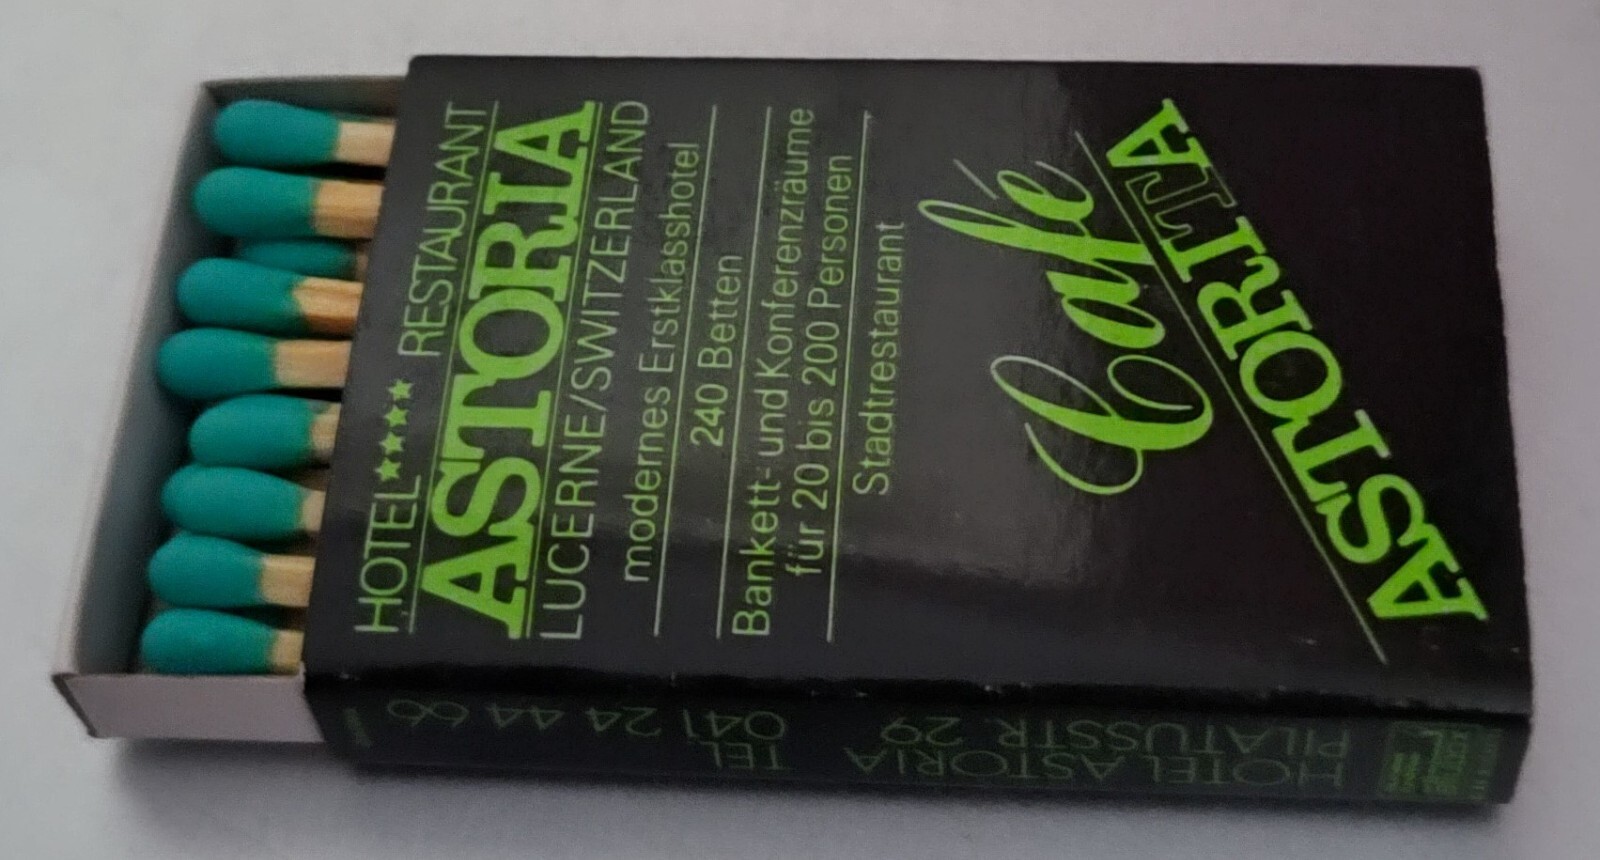 HOTEL★★★★★ RESTAURANT
ASTORIA
LUCERNE/SWITZERLAND
modernes Erstklasshotel
240 Betten
Bankett- und Konferenzräume
für 20 bis 200 Personen
Stadtrestaurant
Café
ASTORIA
HOTEL ASTORIA
PILATUSSTR. 29
TEL.
041 24 44 66